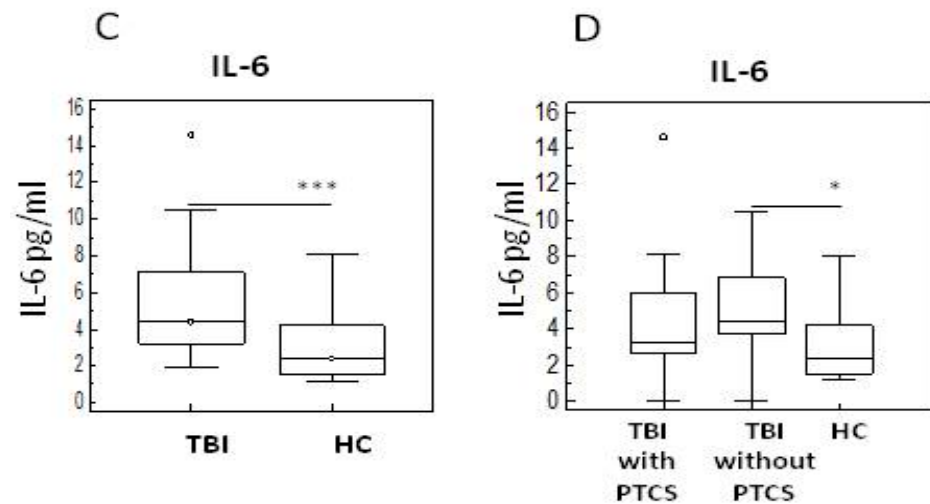 C
IL-6
IL-6 pg/ml
16
14
12
10
8
6
4
2
0
***
TBI HC
D
IL-6
IL-6 pg/ml
16
14
12
10
8
6
4
2
0
*
TBI TBI HC
with without
PTCS PTCS